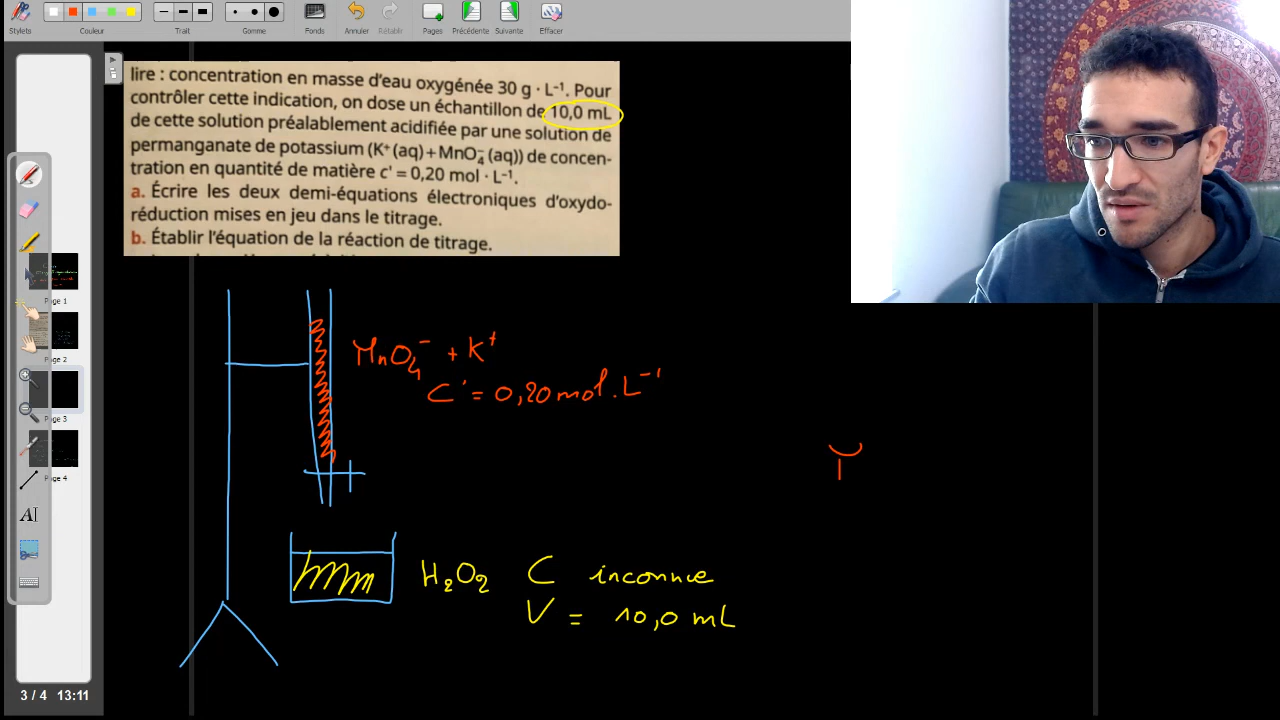 Stylets
Couleur
Trait
Gomme
Fonds
Annuler
Rétablir
Pages
Précédente
Suivante
Effacer
lire : concentration en masse d'eau oxygénée 30 g · L⁻¹. Pour
contrôler cette indication, on dose un échantillon de 10,0 mL
de cette solution préalablement acidifiée par une solution de
permanganate de potassium (K⁺(aq) + MnO₄⁻(aq)) de concen-
tration en quantité de matière c' = 0,20 mol · L⁻¹.
a. Écrire les deux demi-équations électroniques d'oxydo-
réduction mises en jeu dans le titrage.
b. Établir l'équation de la réaction de titrage.
Page 1
Page 2
Page 3
Page 4
MnO₄⁻ + K⁺
C' = 0,20 mol . L⁻¹
H₂O₂ C inconnue
V = 10,0 mL
AI
3 / 4 13:11